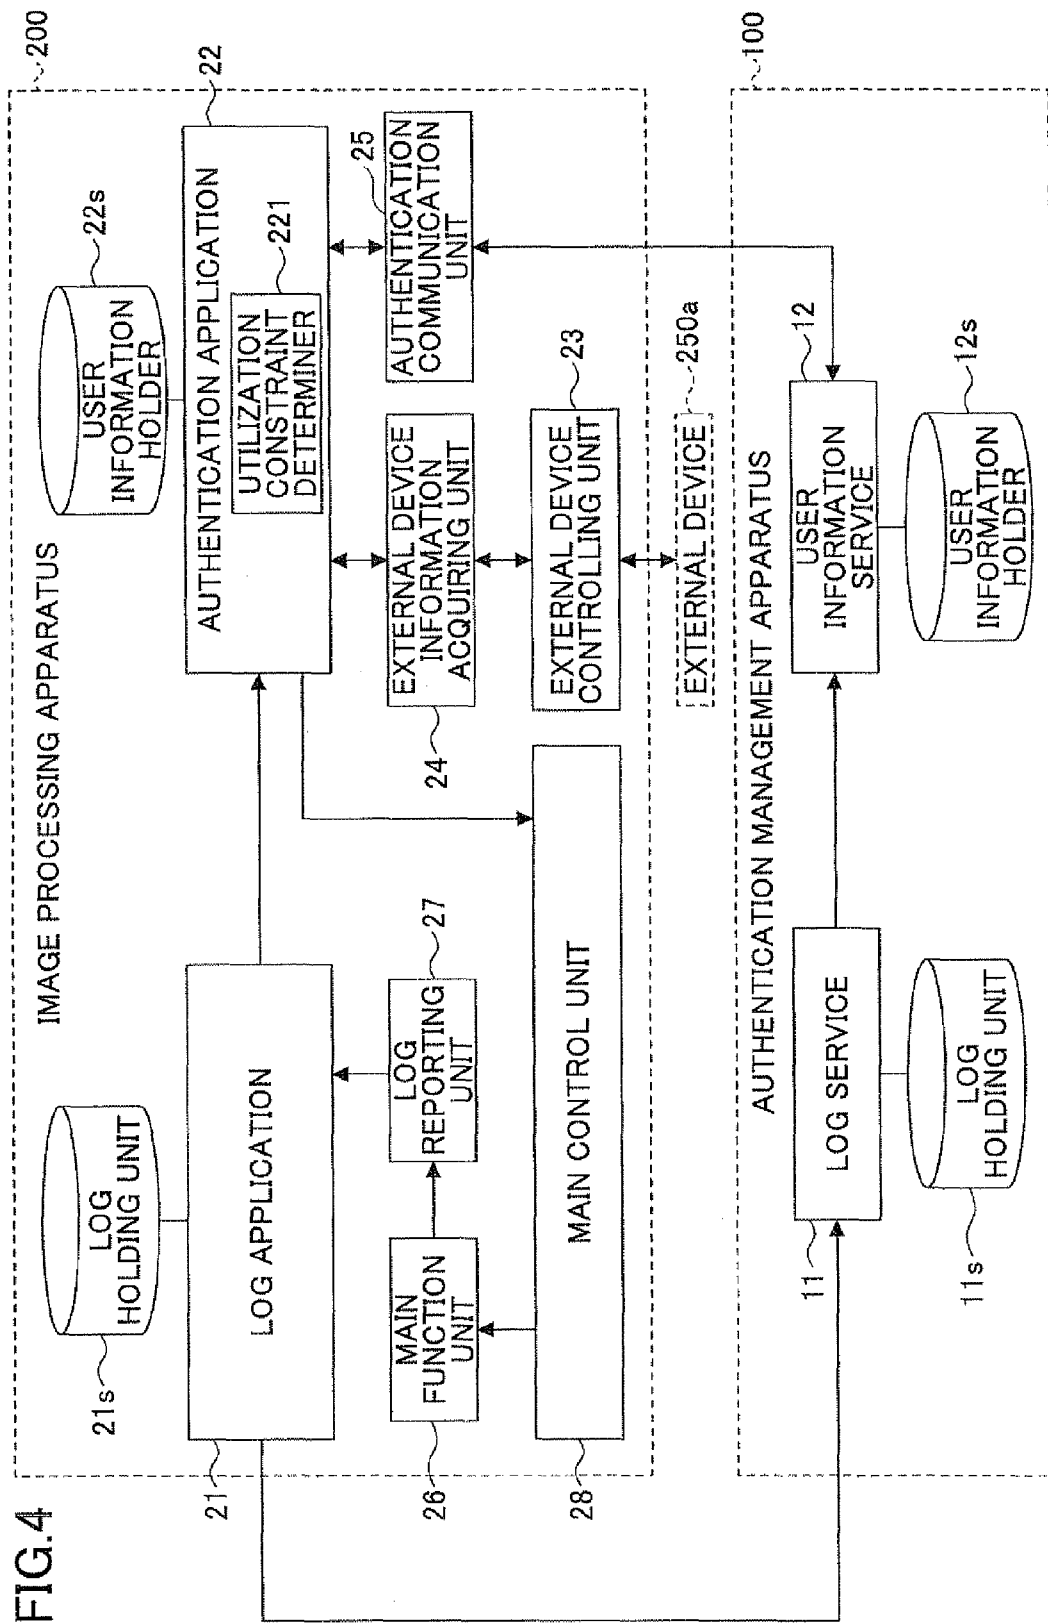 FIG.4
200
IMAGE PROCESSING APPARATUS
21s
LOG
HOLDING UNIT
USER
INFORMATION
HOLDER
22s
21
LOG APPLICATION
AUTHENTICATION APPLICATION
22
UTILIZATION
CONSTRAINT
DETERMINER
221
26
MAIN
FUNCTION
UNIT
LOG
REPORTING
UNIT
27
24
EXTERNAL DEVICE
INFORMATION
ACQUIRING UNIT
AUTHENTICATION
COMMUNICATION
UNIT
25
28
MAIN CONTROL UNIT
EXTERNAL DEVICE
CONTROLLING UNIT
23
EXTERNAL DEVICE
250a
100
AUTHENTICATION MANAGEMENT APPARATUS
11
LOG SERVICE
USER
INFORMATION
SERVICE
12
11s
LOG
HOLDING UNIT
USER
INFORMATION
HOLDER
12s